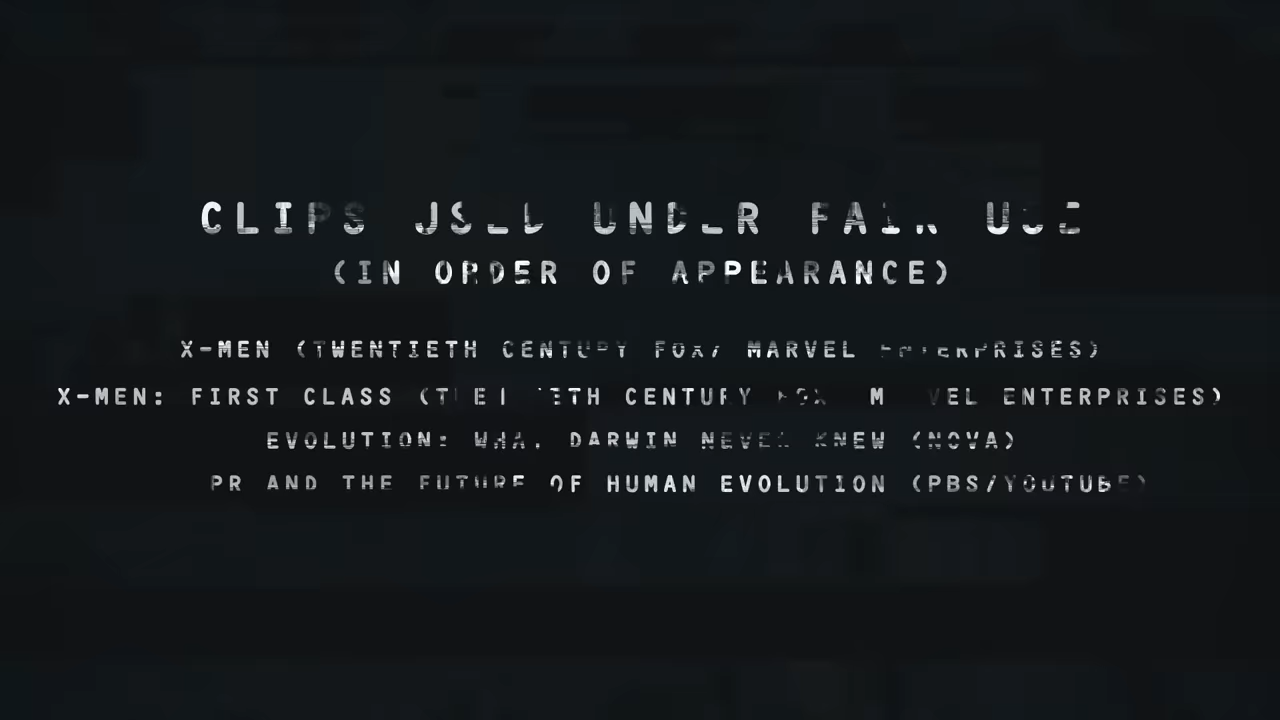 CLIPS USED UNDER FAIR USE
(IN ORDER OF APPEARANCE)
X-MEN (TWENTIETH CENTURY FOX/ MARVEL ENTERPRISES)
X-MEN: FIRST CLASS (TWENTIETH CENTURY FOX MARVEL ENTERPRISES)
EVOLUTION: WHAT DARWIN NEVER KNEW (NOVA)
AND THE FUTURE OF HUMAN EVOLUTION (PBS/YOUTUBE)